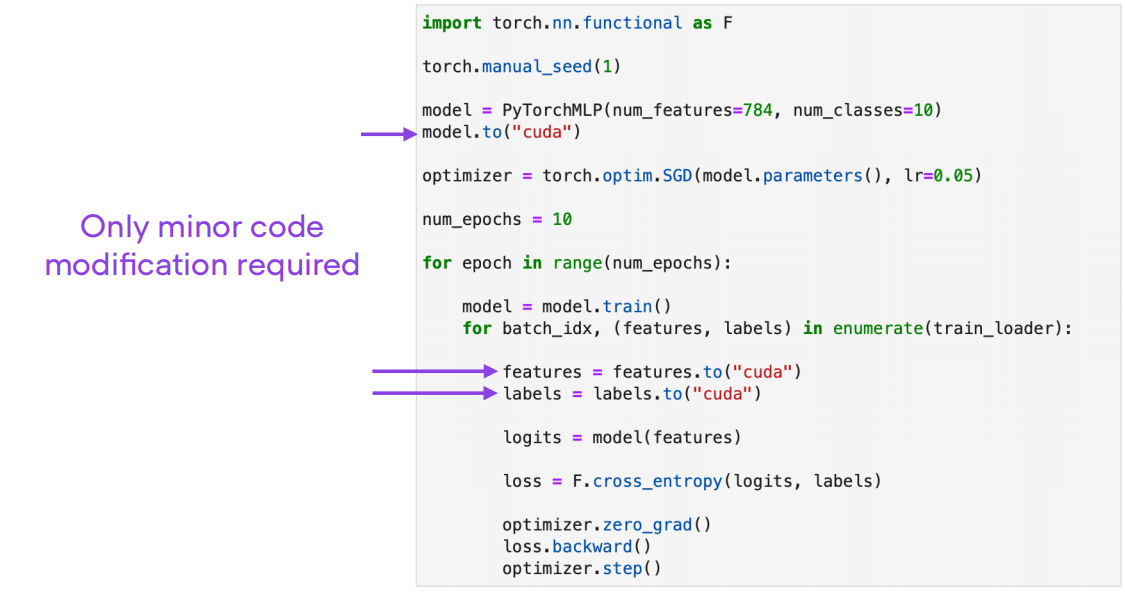 Only minor code
modification required
import torch.nn.functional as F
torch.manual_seed(1)
model = PyTorchMLP(num_features=784, num_classes=10)
model.to("cuda")
optimizer = torch.optim.SGD(model.parameters(), lr=0.05)
num_epochs = 10
for epoch in range(num_epochs):
    model = model.train()
    for batch_idx, (features, labels) in enumerate(train_loader):
        features = features.to("cuda")
        labels = labels.to("cuda")
        logits = model(features)
        loss = F.cross_entropy(logits, labels)
        optimizer.zero_grad()
        loss.backward()
        optimizer.step()